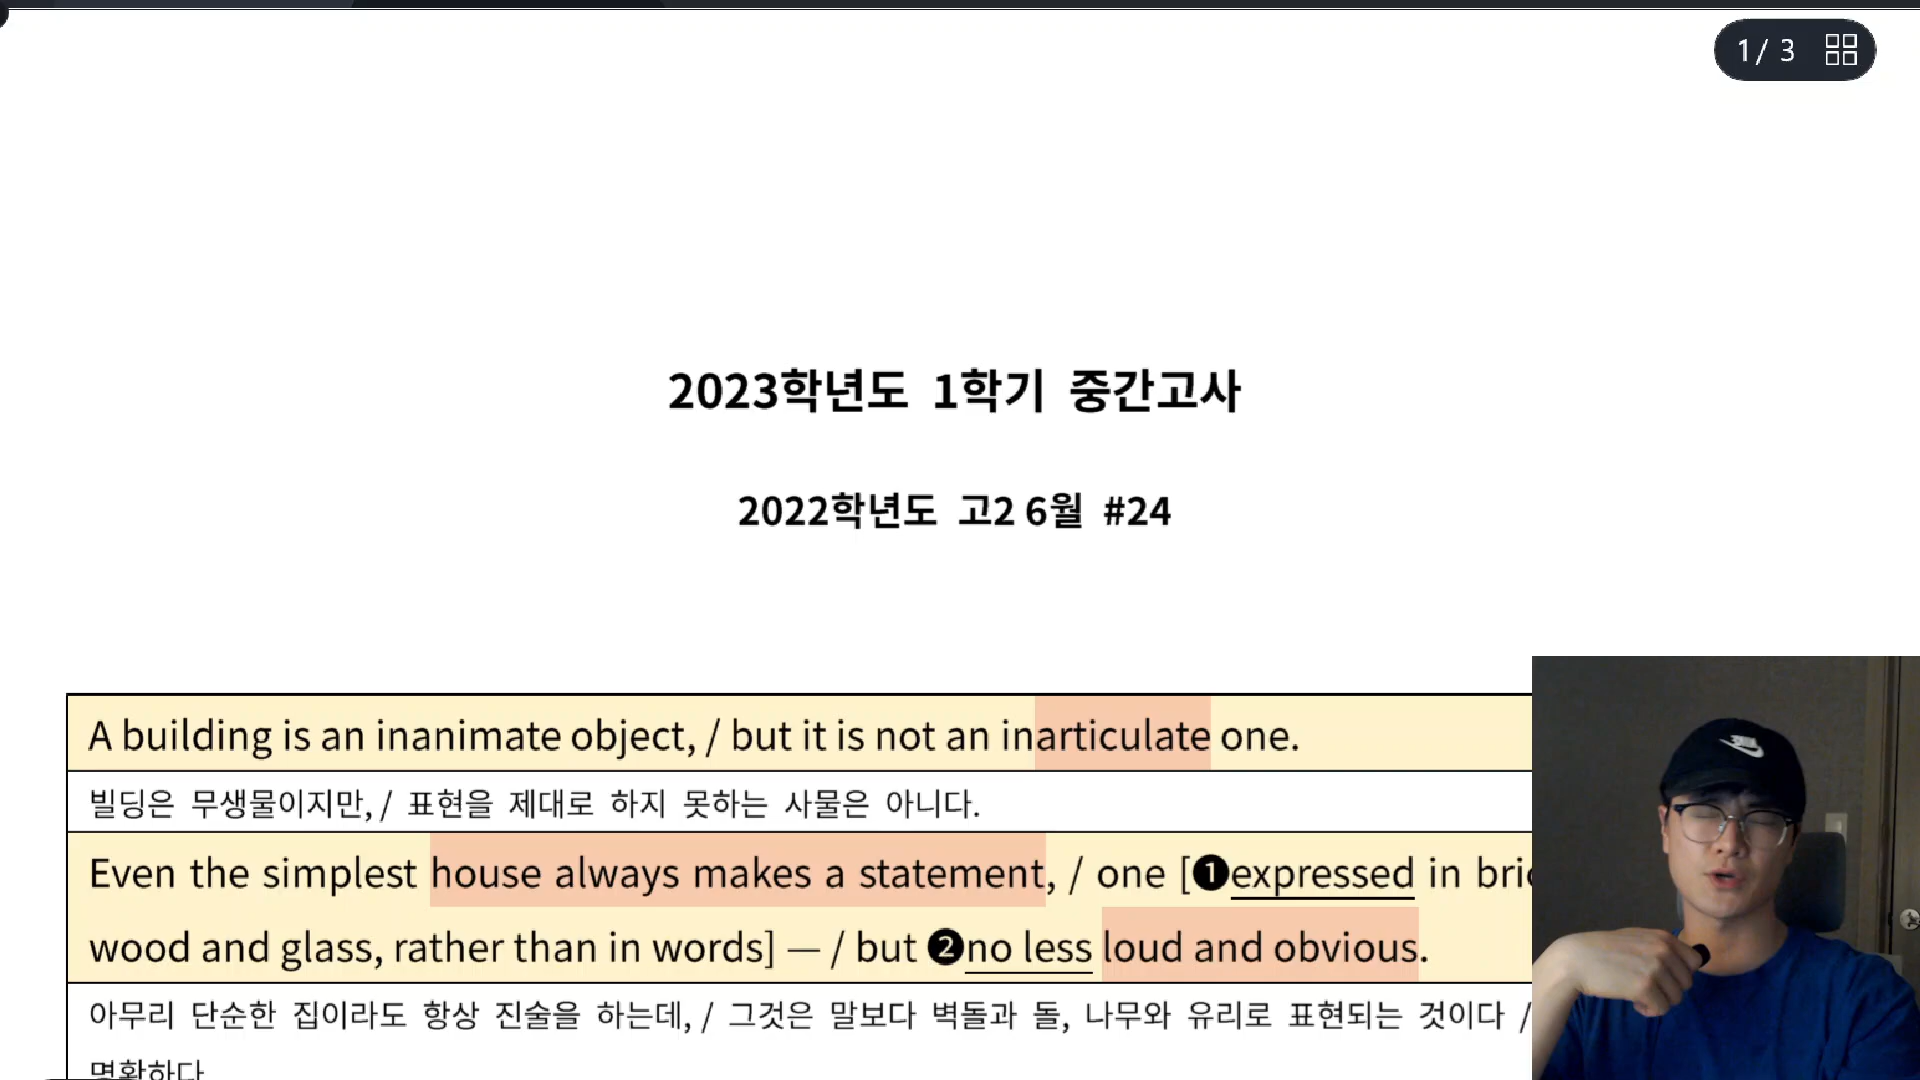 1 / 3
2023학년도 1학기 중간고사
2022학년도 고2 6월 #24
A building is an inanimate object, / but it is not an inarticulate one.
빌딩은 무생물이지만, / 표현을 제대로 하지 못하는 사물은 아니다.
Even the simplest house always makes a statement, / one [❶expressed in
wood and glass, rather than in words] — / but ❷no less loud and obvious.
아무리 단순한 집이라도 항상 진술을 하는데, / 그것은 말보다 벽돌과 돌, 나무와 유리로 표현되는 것이다 /
명확하다